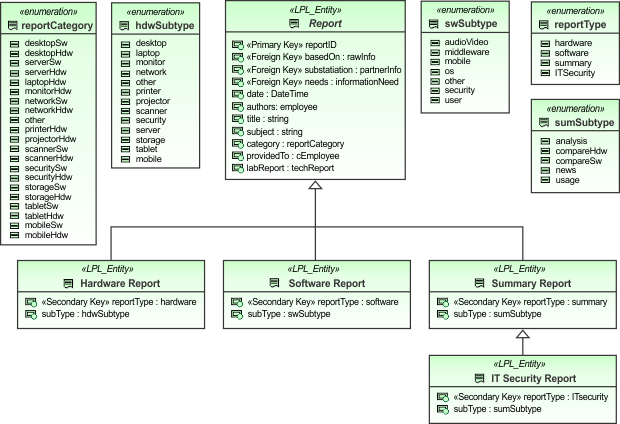 «enumeration»
reportCategory
desktopSw
desktopHdw
serverSw
serverHdw
laptopHdw
monitorHdw
networkSw
networkHdw
other
printerHdw
projectorHdw
scannerSw
scannerHdw
securitySw
securityHdw
storageSw
storageHdw
tabletSw
tabletHdw
mobileSw
mobileHdw
«enumeration»
hdwSubtype
desktop
laptop
monitor
network
other
printer
projector
scanner
security
server
storage
tablet
mobile
«LPL_Entity»
Report
«Primary Key» reportID
«Foreign Key» basedOn : rawInfo
«Foreign Key» substatiation : partnerInfo
«Foreign Key» needs : informationNeed
date : DateTime
authors: employee
title : string
subject : string
category : reportCategory
providedTo : cEmployee
labReport : techReport
«enumeration»
swSubtype
audioVideo
middleware
mobile
os
other
security
user
«enumeration»
reportType
hardware
software
summary
ITSecurity
«enumeration»
sumSubtype
analysis
compareHdw
compareSw
news
usage
«LPL_Entity»
Hardware Report
«Secondary Key» reportType : hardware
subType : hdwSubtype
«LPL_Entity»
Software Report
«Secondary Key» reportType : software
subType : swSubtype
«LPL_Entity»
Summary Report
«Secondary Key» reportType : summary
subType : sumSubtype
«LPL_Entity»
IT Security Report
«Secondary Key» reportType : ITsecurity
subType : sumSubtype